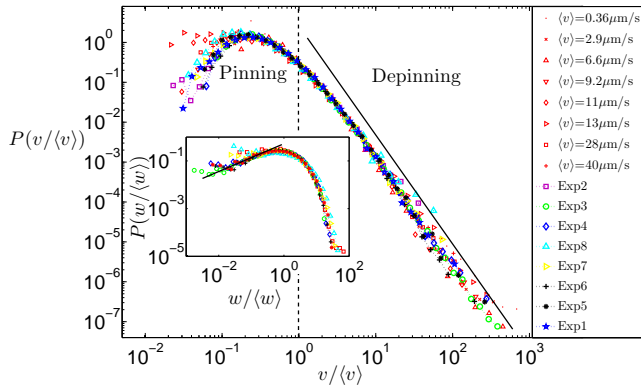 P(v/⟨v⟩)
10^0
10^-1
10^-2
10^-3
10^-4
10^-5
10^-6
10^-7
Pinning
Depinning
P(w/⟨w⟩)
10^-1
10^-5
10^-2
10^0
10^2
w/⟨w⟩
10^-2
10^-1
10^0
10^1
10^2
10^3
v/⟨v⟩
⟨v⟩=0.36μm/s
⟨v⟩=2.9μm/s
⟨v⟩=6.6μm/s
⟨v⟩=9.2μm/s
⟨v⟩=11μm/s
⟨v⟩=13μm/s
⟨v⟩=28μm/s
⟨v⟩=40μm/s
Exp2
Exp3
Exp4
Exp8
Exp7
Exp6
Exp5
Exp1